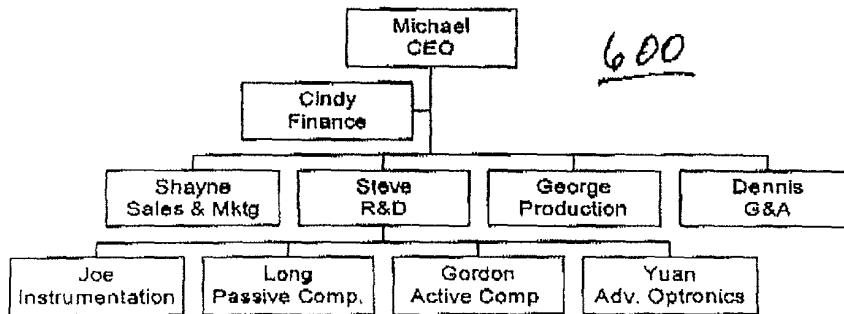 Michael
CEO
600
Cindy
Finance
Shayne
Sales & Mktg
Steve
R&D
George
Production
Dennis
G&A
Joe
Instrumentation
Long
Passive Comp.
Gordon
Active Comp
Yuan
Adv. Optronics